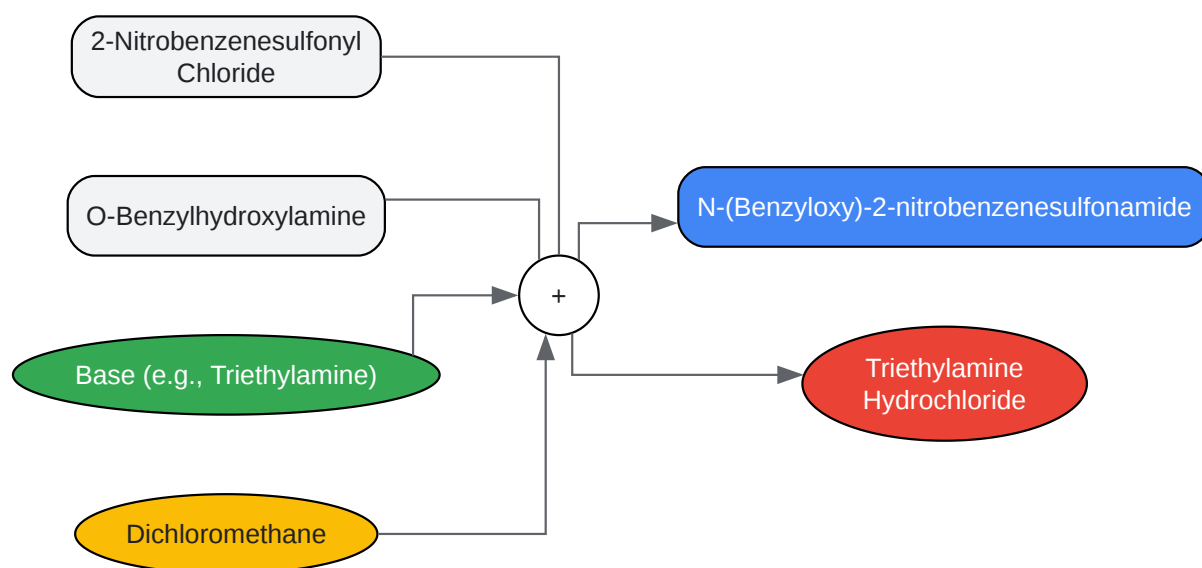 2-Nitrobenzenesulfonyl
Chloride
O-Benzylhydroxylamine
Base (e.g., Triethylamine)
Dichloromethane
+
N-(Benzyloxy)-2-nitrobenzenesulfonamide
Triethylamine
Hydrochloride